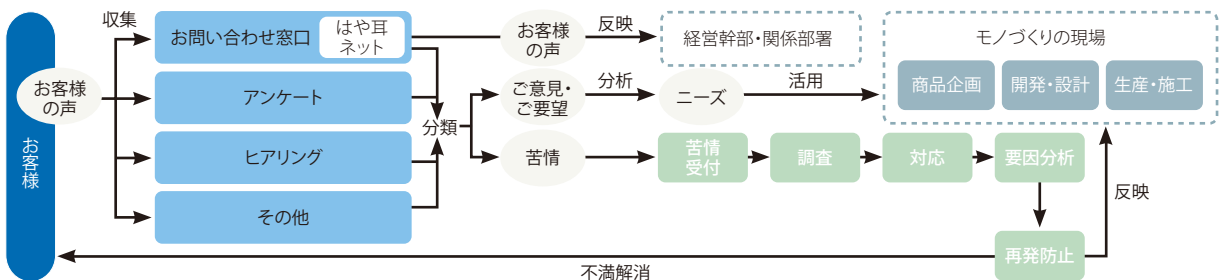 収集
お客様
の声
お客様
お問い合わせ窓口
はや耳
ネット
アンケート
ヒアリング
その他
分類
お客様
の声
反映
経営幹部・関係部署
ご意見・
ご要望
分析
ニーズ
活用
モノづくりの現場
商品企画
開発・設計
生産・施工
苦情
苦情
受付
調査
対応
要因分析
再発防止
反映
不満解消